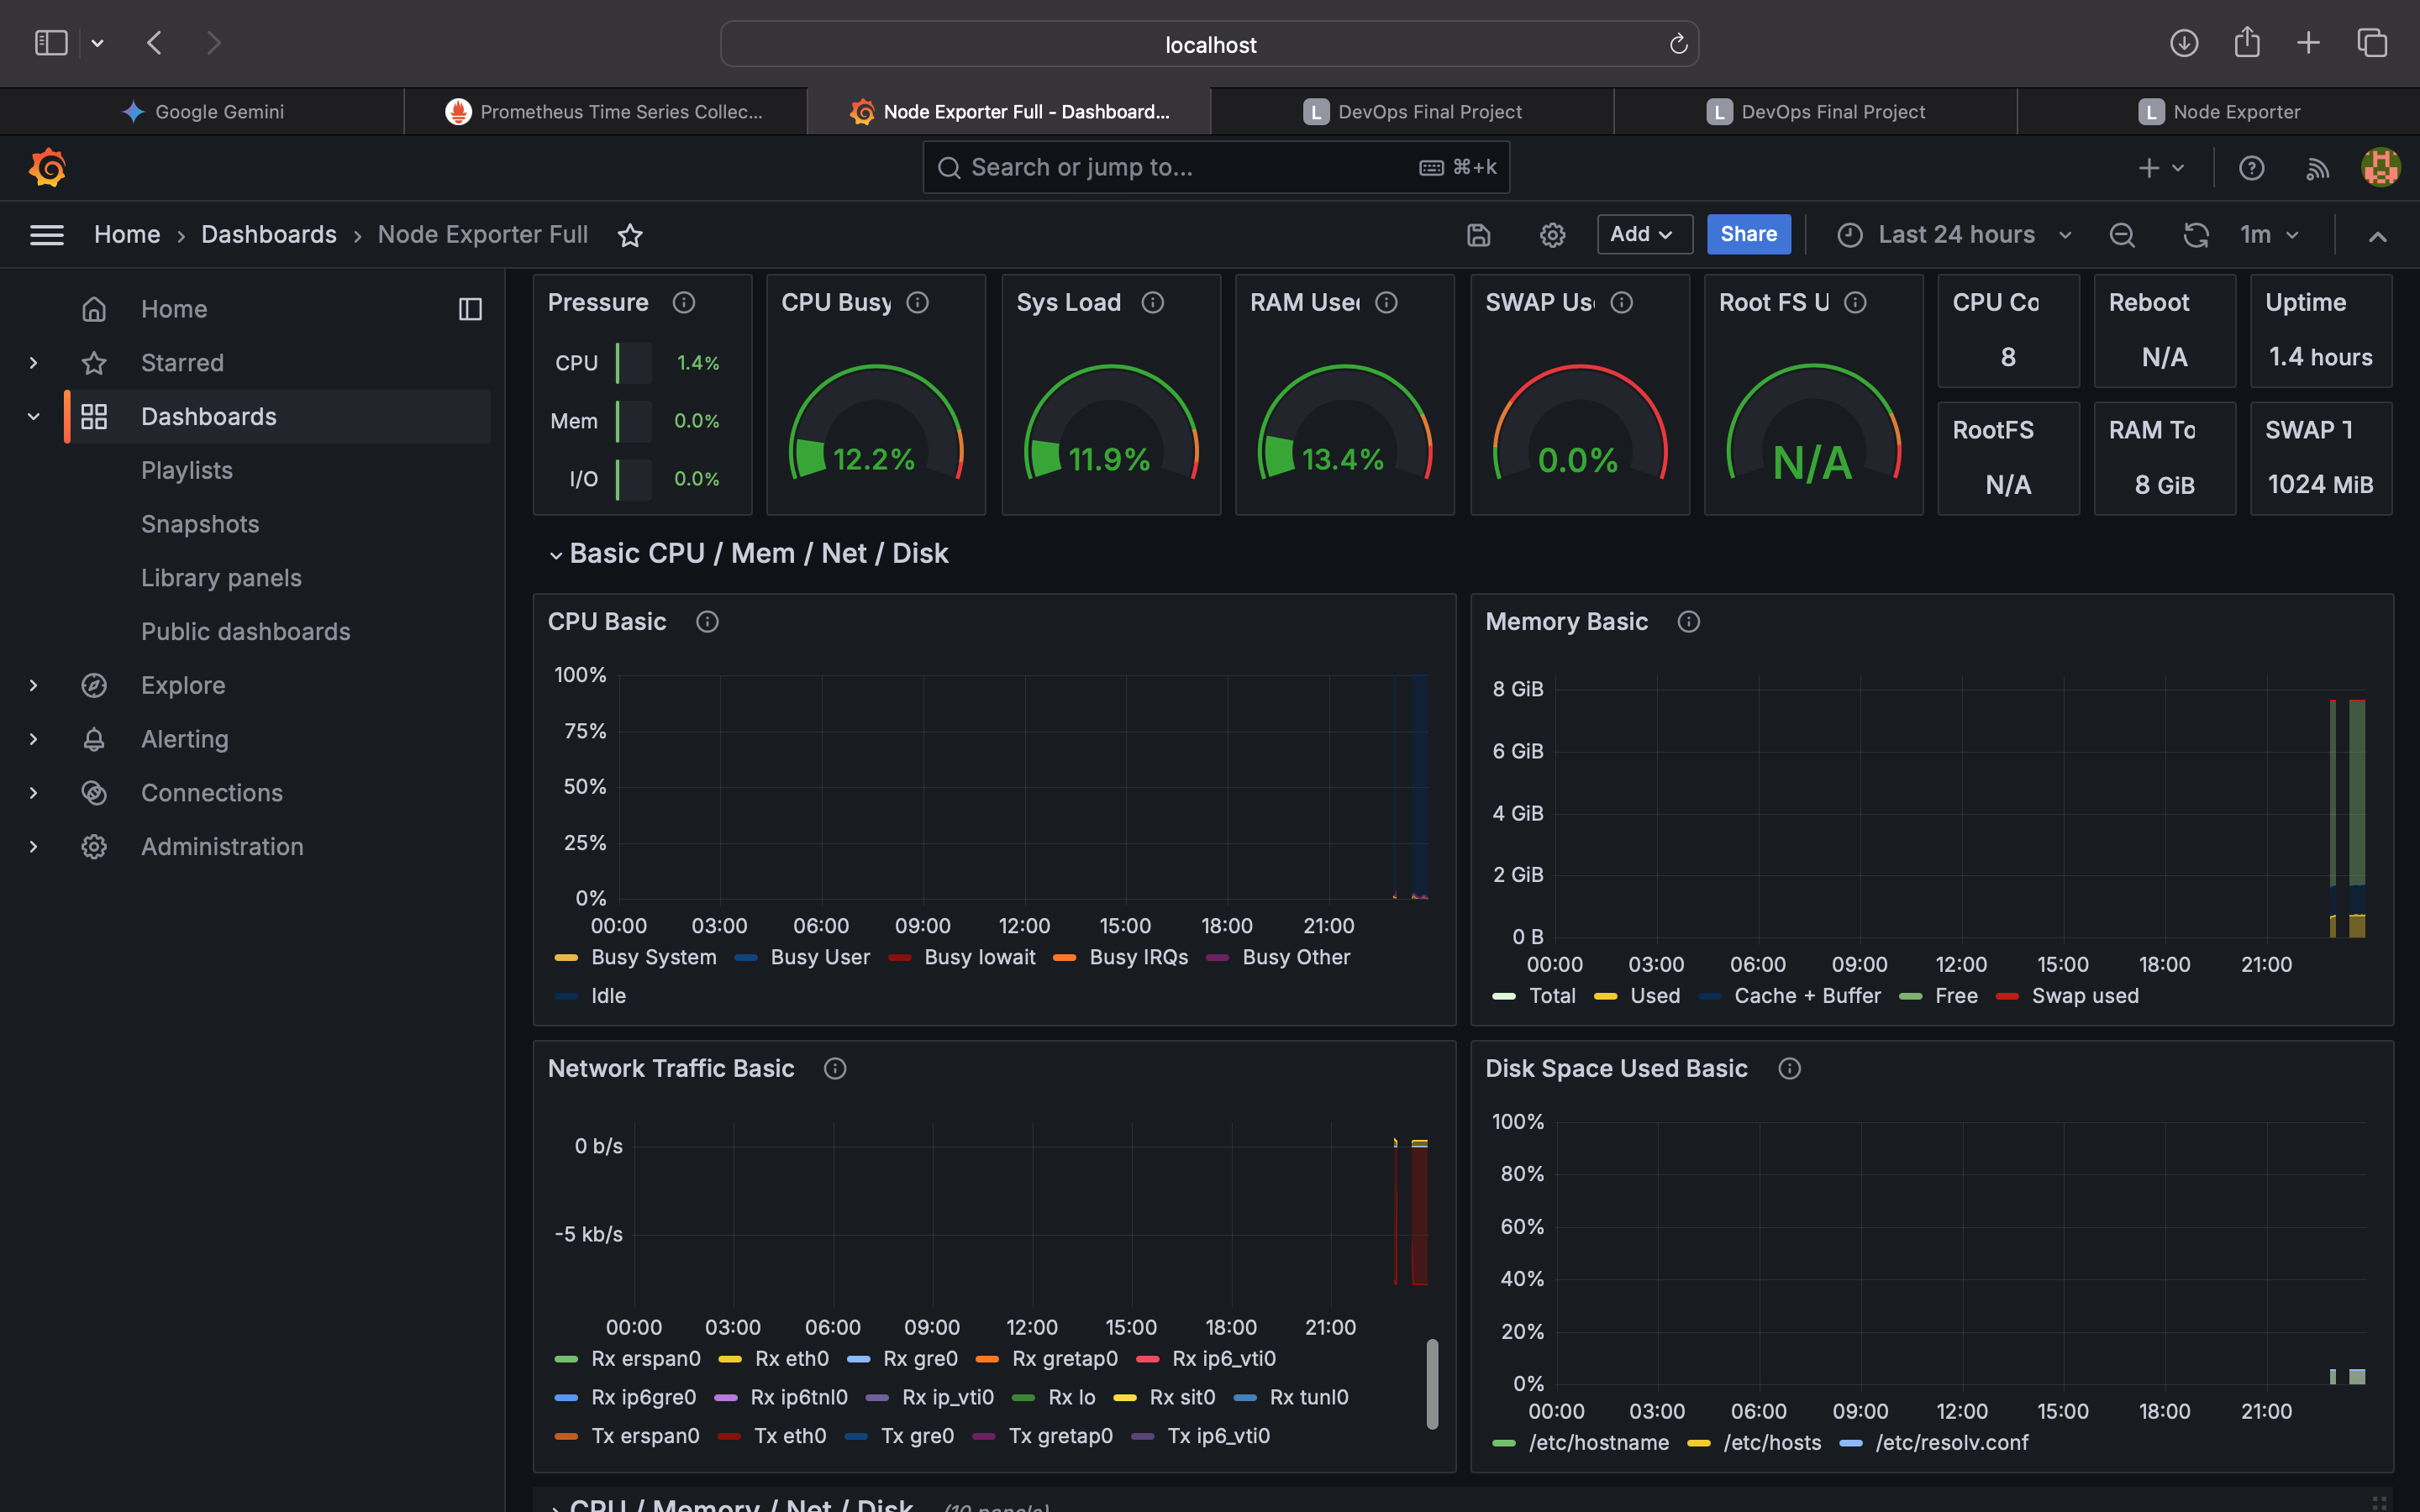 localhost
Google Gemini
Prometheus Time Series Collec...
Node Exporter Full - Dashboard...
L DevOps Final Project
L DevOps Final Project
L Node Exporter
Search or jump to... ⌘+k
Home › Dashboards › Node Exporter Full
Add
Share
Last 24 hours
1m
Home
Starred
Dashboards
Playlists
Snapshots
Library panels
Public dashboards
Explore
Alerting
Connections
Administration
Pressure
CPU 1.4%
Mem 0.0%
I/O 0.0%
CPU Busy
12.2%
Sys Load
11.9%
RAM Used
13.4%
SWAP Us
0.0%
Root FS U
N/A
CPU Co
8
Reboot
N/A
Uptime
1.4 hours
RootFS
N/A
RAM To
8 GiB
SWAP T
1024 MiB
Basic CPU / Mem / Net / Disk
CPU Basic
100%
75%
50%
25%
0%
00:00 03:00 06:00 09:00 12:00 15:00 18:00 21:00
Busy System Busy User Busy Iowait Busy IRQs Busy Other
Idle
Memory Basic
8 GiB
6 GiB
4 GiB
2 GiB
0 B
00:00 03:00 06:00 09:00 12:00 15:00 18:00 21:00
Total Used Cache + Buffer Free Swap used
Network Traffic Basic
0 b/s
-5 kb/s
00:00 03:00 06:00 09:00 12:00 15:00 18:00 21:00
Rx erspan0 Rx eth0 Rx gre0 Rx gretap0 Rx ip6_vti0
Rx ip6gre0 Rx ip6tnl0 Rx ip_vti0 Rx lo Rx sit0 Rx tunl0
Tx erspan0 Tx eth0 Tx gre0 Tx gretap0 Tx ip6_vti0
Disk Space Used Basic
100%
80%
60%
40%
20%
0%
00:00 03:00 06:00 09:00 12:00 15:00 18:00 21:00
/etc/hostname /etc/hosts /etc/resolv.conf
CPU / Memory / Net / Disk (10 panels)